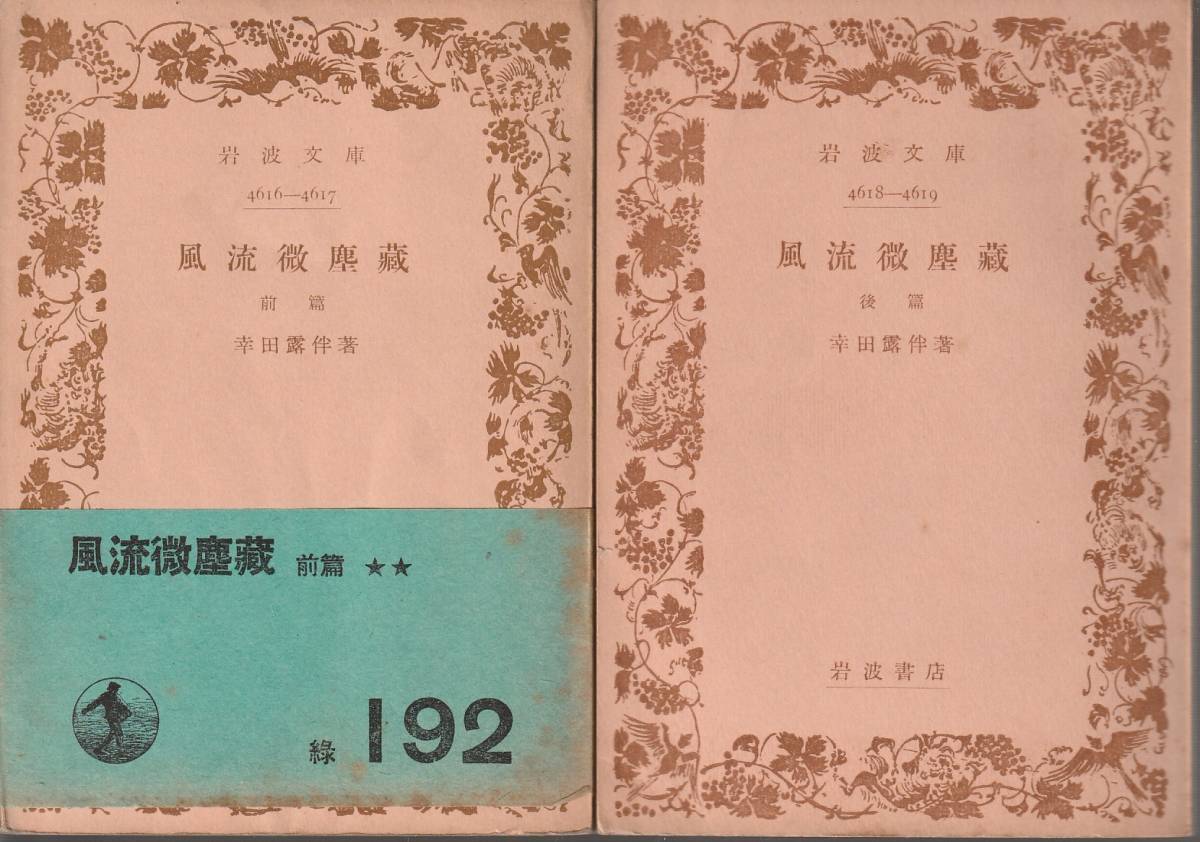 岩波文庫
4616—4617
風流微塵藏
前篇
幸田露伴著
風流微塵藏 前篇 ★★
綠 192
岩波文庫
4618—4619
風流微塵藏
後篇
幸田露伴著
岩波書店